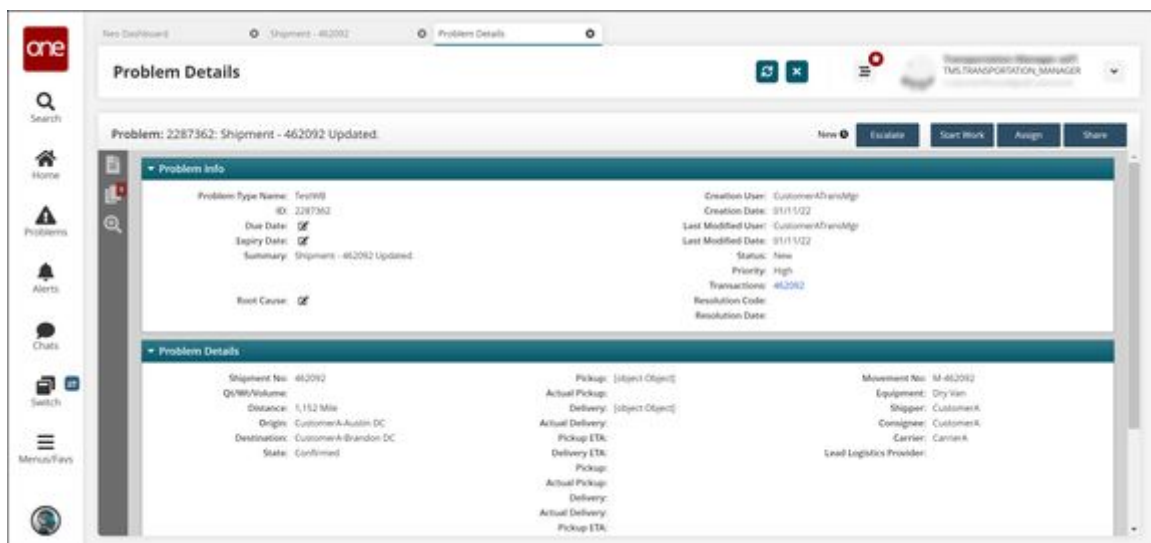 one
Neo Dashboard
Shipment - 462092
Problem Details
Problem Details
TMS.TRANSPORTATION_MANAGER
Search
Home
Problems
Alerts
Chats
Switch
Menus/Favs
Problem: 2287362: Shipment - 462092 Updated.
New
Escalate
Start Work
Assign
Share
Problem Info
Problem Type Name: TestWB
ID: 2287362
Due Date:
Expiry Date:
Summary: Shipment - 462092 Updated.
Root Cause:
Creation User: CustomerATransMgr
Creation Date: 01/11/22
Last Modified User: CustomerATransMgr
Last Modified Date: 01/11/22
Status: New
Priority: High
Transactions: 462092
Resolution Code:
Resolution Date:
Problem Details
Shipment No: 462092
Qt/Wt/Volume:
Distance: 1,152 Mile
Origin: CustomerA-Austin DC
Destination: CustomerA-Brandon DC
State: Confirmed
Pickup: [object Object]
Actual Pickup:
Delivery: [object Object]
Actual Delivery:
Pickup ETA:
Delivery ETA:
Pickup:
Actual Pickup:
Delivery:
Actual Delivery:
Pickup ETA:
Movement No: M-462092
Equipment: Dry Van
Shipper: CustomerA
Consignee: CustomerA
Carrier: CarrierA
Lead Logistics Provider: